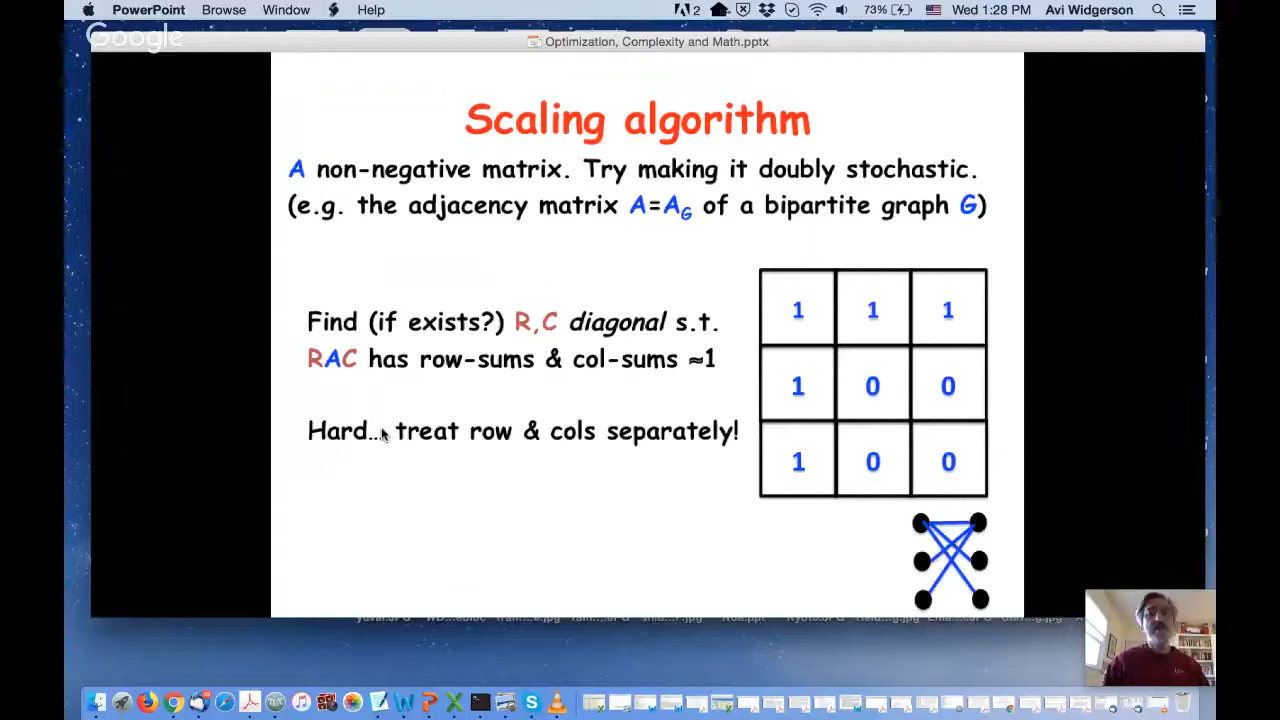 PowerPoint Browse Window Help 2 73% Wed 1:28 PM Avi Widgerson
Google
Optimization, Complexity and Math.pptx
Scaling algorithm
A non-negative matrix. Try making it doubly stochastic.
(e.g. the adjacency matrix A=AG of a bipartite graph G)
Find (if exists?) R,C diagonal s.t.
RAC has row-sums & col-sums ≈1
Hard… treat row & cols separately!
1 1 1
1 0 0
1 0 0